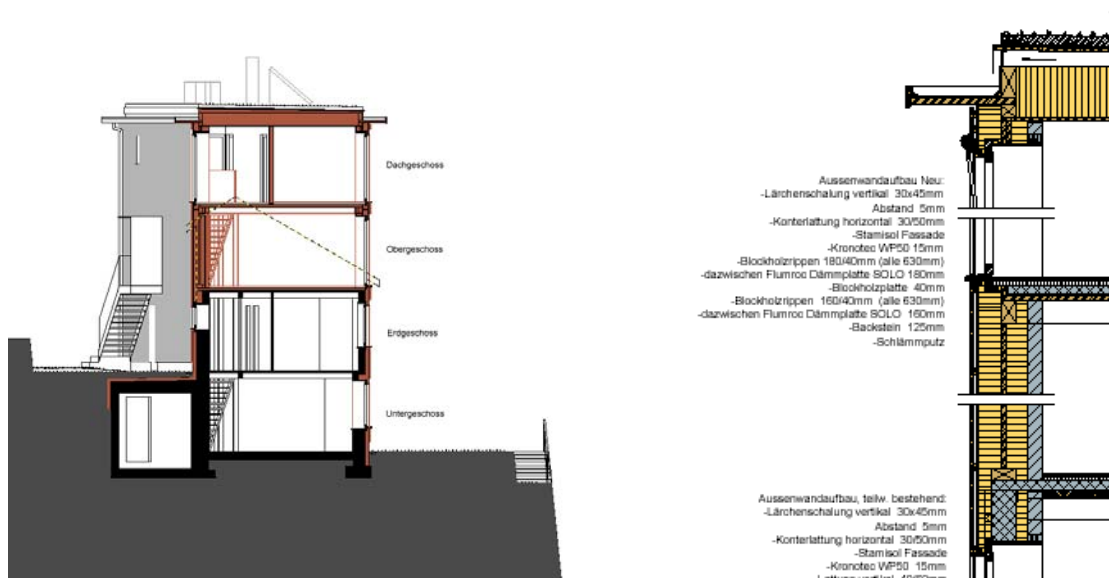 Dachgeschoss
Obergeschoss
Erdgeschoss
Untergeschoss
Aussenwandaufbau Neu:
-Lärchenschalung vertikal 30x45mm
Abstand 5mm
-Konterlattung horizontal 30/50mm
-Stamisol Fassade
-Kronotec WP50 15mm
-Blockholzrippen 180/40mm (alle 630mm)
-dazwischen Flumroc Dämmplatte SOLO 180mm
-Blockholzplatte 40mm
-Blockholzrippen 160/40mm (alle 630mm)
-dazwischen Flumroc Dämmplatte SOLO 160mm
-Backstein 125mm
-Schlämmputz
Aussenwandaufbau, teilw. bestehend:
-Lärchenschalung vertikal 30x45mm
Abstand 5mm
-Konterlattung horizontal 30/50mm
-Stamisol Fassade
-Kronotec WP50 15mm